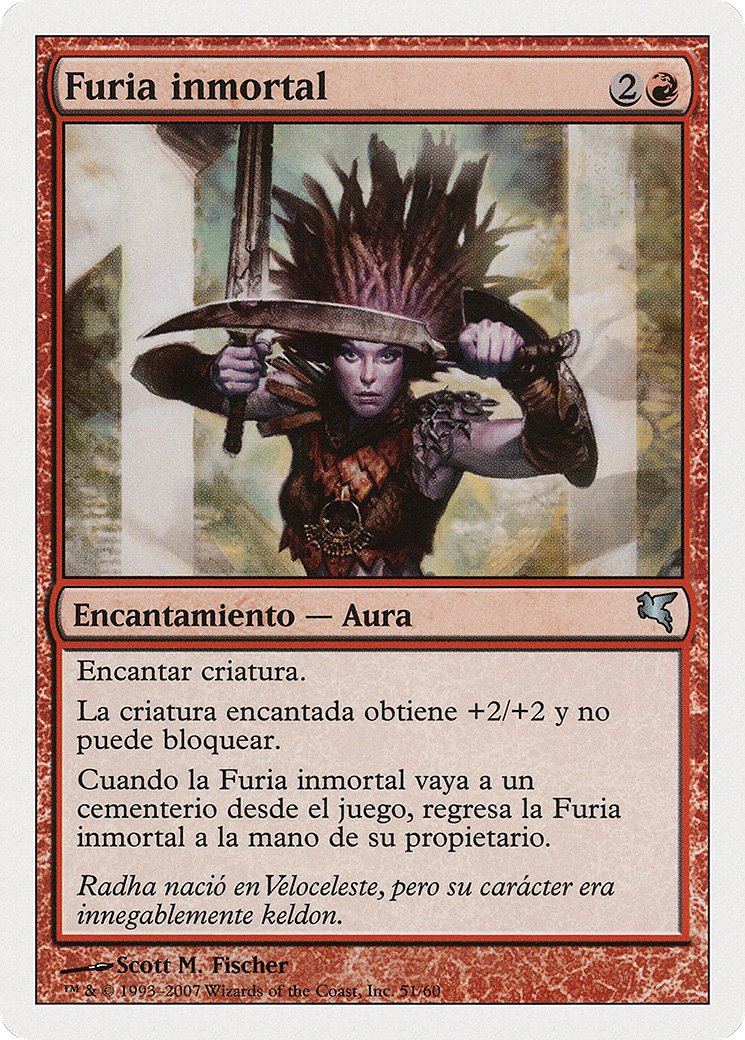 Furia inmortal 2
Encantamiento — Aura
Encantar criatura.
La criatura encantada obtiene +2/+2 y no
puede bloquear.
Cuando la Furia inmortal vaya a un
cementerio desde el juego, regresa la Furia
inmortal a la mano de su propietario.
Radha nació en Veloceleste, pero su carácter era
innegablemente keldon.
Scott M. Fischer
™ & © 1993–2007 Wizards of the Coast, Inc. 51/60